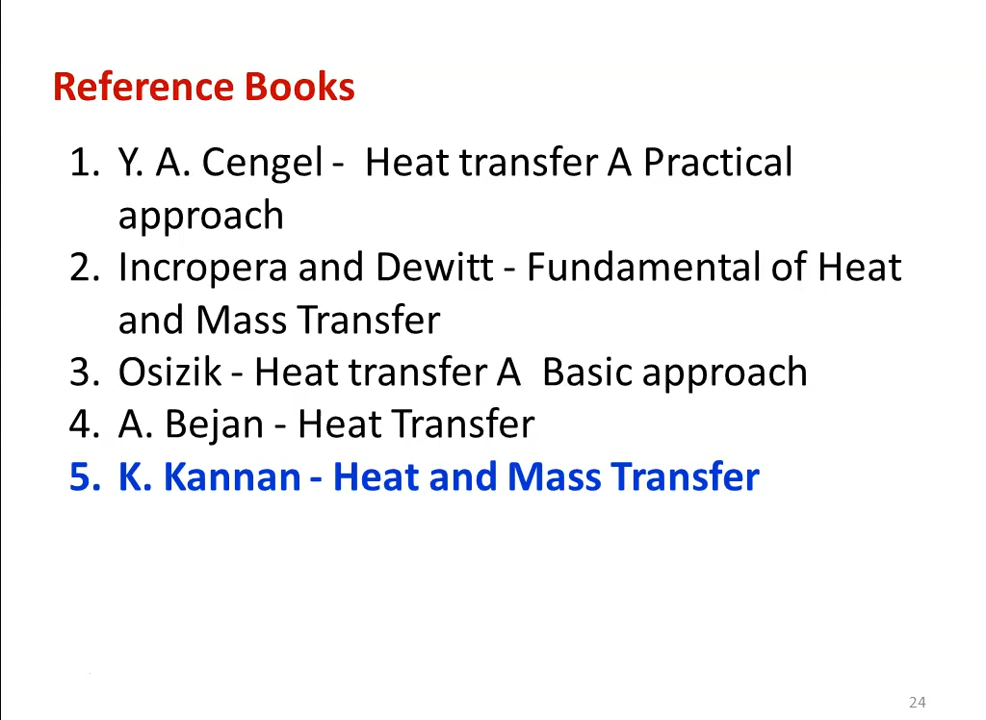 Reference Books
1. Y. A. Cengel - Heat transfer A Practical
approach
2. Incropera and Dewitt - Fundamental of Heat
and Mass Transfer
3. Osizik - Heat transfer A Basic approach
4. A. Bejan - Heat Transfer
5. K. Kannan - Heat and Mass Transfer
24